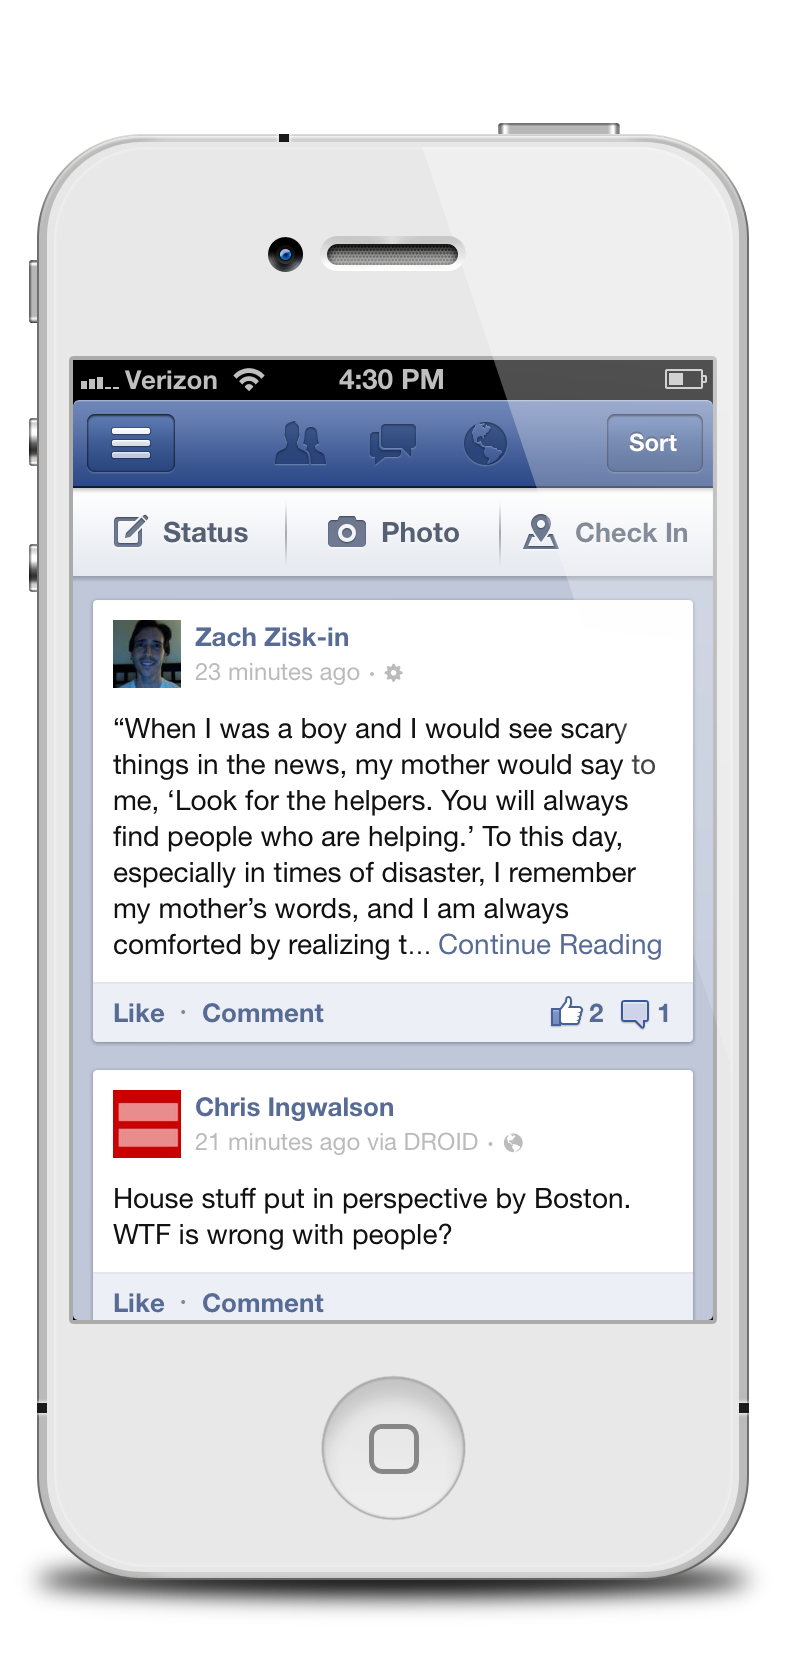 Verizon 4:30 PM
Sort
Status Photo Check In
Zach Zisk-in
23 minutes ago ·
“When I was a boy and I would see scary
things in the news, my mother would say to
me, ‘Look for the helpers. You will always
find people who are helping.’ To this day,
especially in times of disaster, I remember
my mother’s words, and I am always
comforted by realizing t... Continue Reading
Like · Comment 2 1
Chris Ingwalson
21 minutes ago via DROID ·
House stuff put in perspective by Boston.
WTF is wrong with people?
Like · Comment